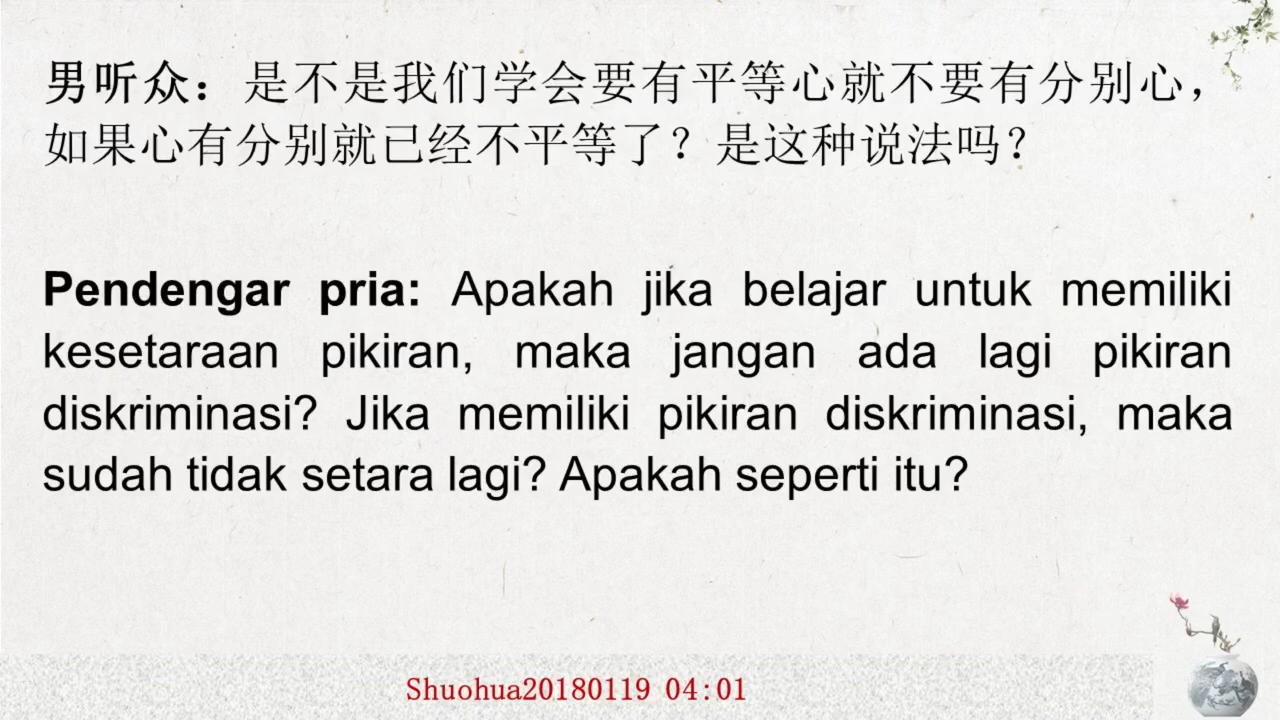 男听众：是不是我们学会要有平等心就不要有分别心，
如果心有分别就已经不平等了？是这种说法吗？
Pendengar pria: Apakah jika belajar untuk memiliki
kesetaraan pikiran, maka jangan ada lagi pikiran
diskriminasi? Jika memiliki pikiran diskriminasi, maka
sudah tidak setara lagi? Apakah seperti itu?
Shuohua20180119 04:01